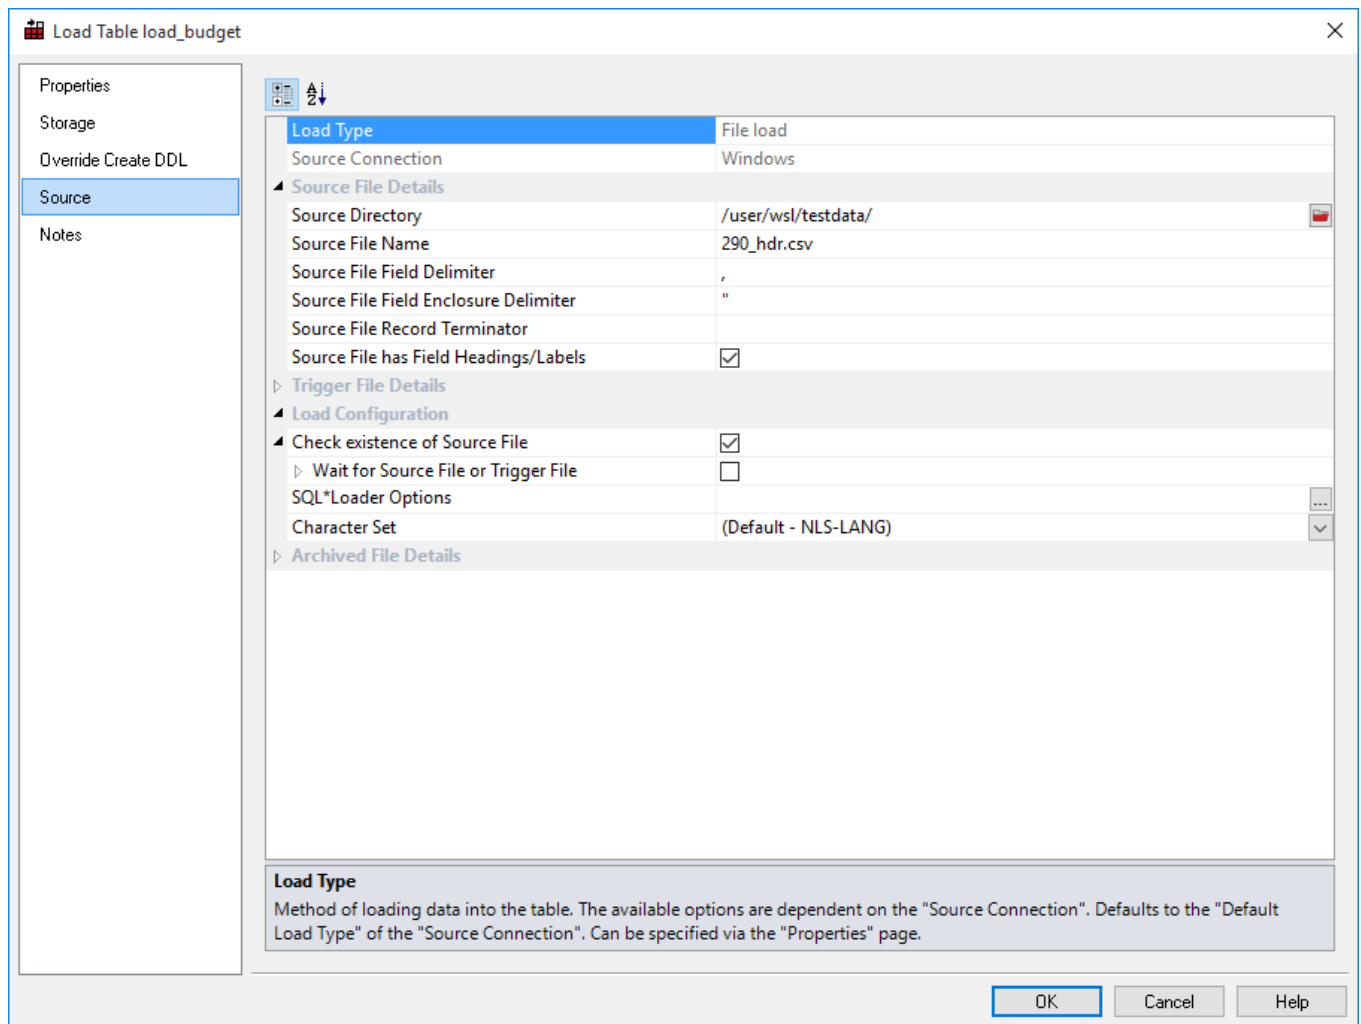 Load Table load_budget
Properties
Storage
Override Create DDL
Source
Notes
Load Type File load
Source Connection Windows
Source File Details
Source Directory /user/wsl/testdata/
Source File Name 290_hdr.csv
Source File Field Delimiter ,
Source File Field Enclosure Delimiter "
Source File Record Terminator
Source File has Field Headings/Labels
Trigger File Details
Load Configuration
Check existence of Source File
Wait for Source File or Trigger File
SQL*Loader Options ...
Character Set (Default - NLS-LANG)
Archived File Details
Load Type
Method of loading data into the table. The available options are dependent on the "Source Connection". Defaults to the "Default
Load Type" of the "Source Connection". Can be specified via the "Properties" page.
OK Cancel Help